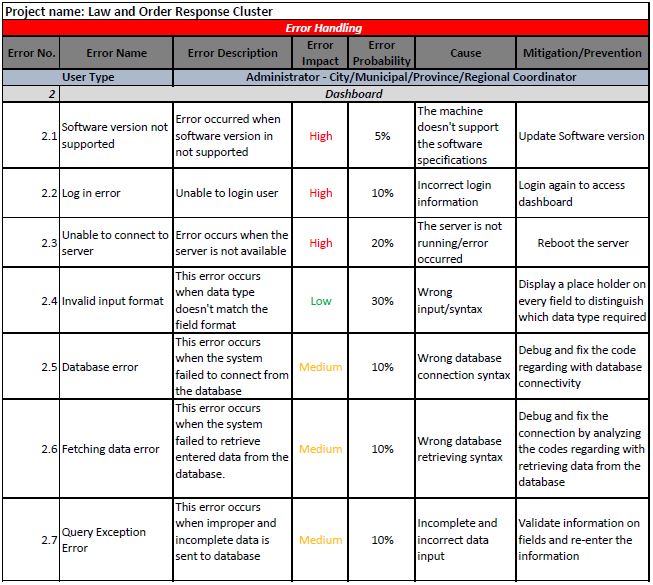 Project name: Law and Order Response Cluster
Error Handling
Error No. Error Name Error Description Error Impact Error Probability Cause Mitigation/Prevention
User Type Administrator - City/Municipal/Province/Regional Coordinator
2 Dashboard
2.1 Software version not supported Error occurred when software version in not supported High 5% The machine doesn't support the software specifications Update Software version
2.2 Log in error Unable to login user High 10% Incorrect login information Login again to access dashboard
2.3 Unable to connect to server Error occurs when the server is not available High 20% The server is not running/error occurred Reboot the server
2.4 Invalid input format This error occurs when data type doesn't match the field format Low 30% Wrong input/syntax Display a place holder on every field to distinguish which data type required
2.5 Database error This error occurs when the system failed to connect from the database Medium 10% Wrong database connection syntax Debug and fix the code regarding with database connectivity
2.6 Fetching data error This error occurs when the system failed to retrieve entered data from the database. Medium 10% Wrong database retrieving syntax Debug and fix the connection by analyzing the codes regarding with retrieving data from the database
2.7 Query Exception Error This error occurs when improper and incomplete data is sent to database Medium 10% Incomplete and incorrect data input Validate information on fields and re-enter the information